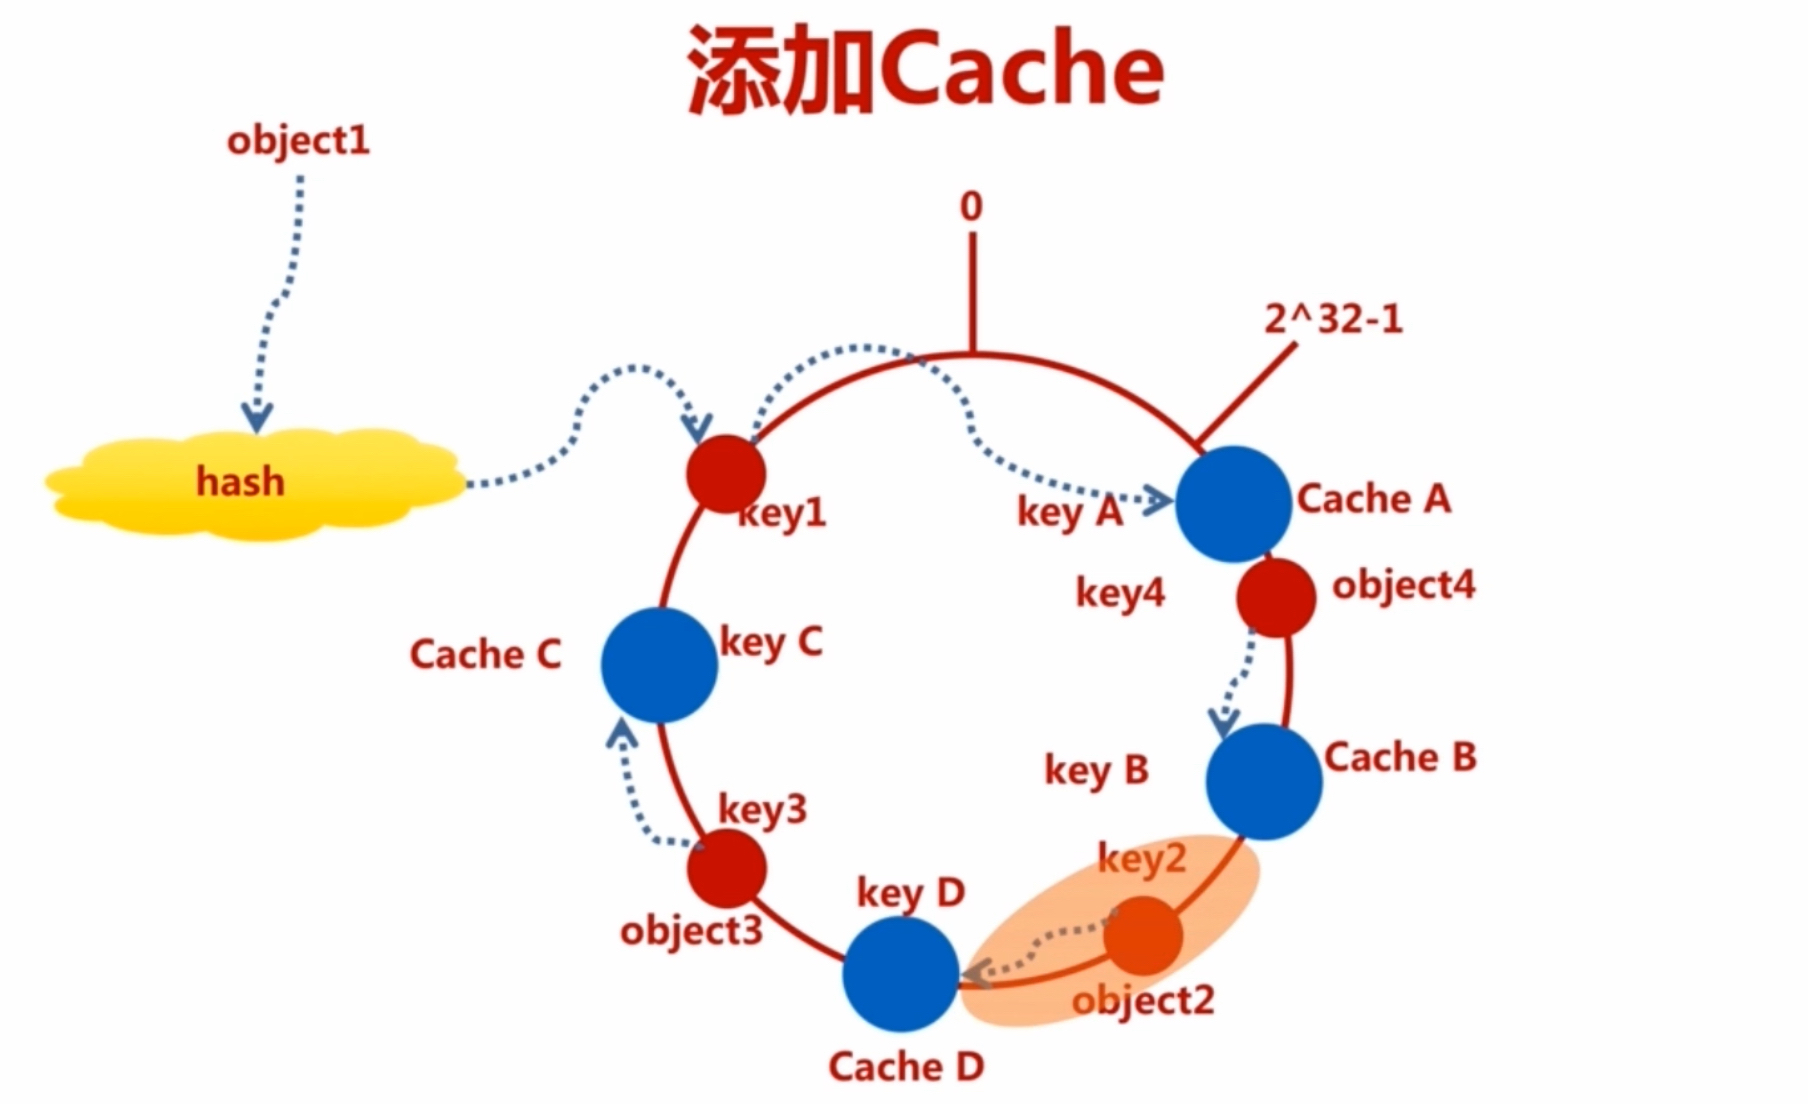 添加Cache
object1
0
2^32-1
hash
key1
key A
Cache A
key4
object4
Cache C
key C
key B
Cache B
key3
key2
key D
object3
object2
Cache D